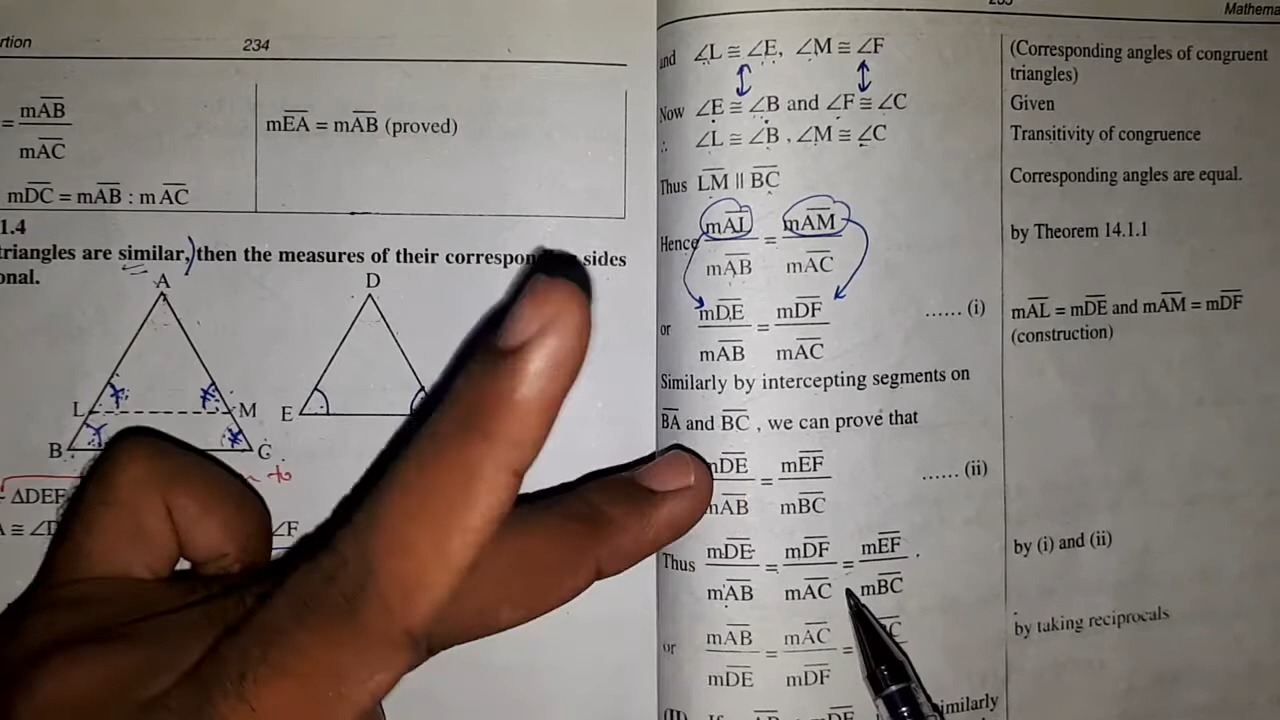 rtion
234
= mAB / mAC
mEA = mAB (proved)
mDC = mAB : mAC
1.4
triangles are similar, then the measures of their sides
onal.
A
D
L
M
E
B
C
ΔDEF
∠F
Mathema
and ∠L ≅ ∠E, ∠M ≅ ∠F
(Corresponding angles of congruent
triangles)
Now ∠E ≅ ∠B and ∠F ≅ ∠C
Given
∴ ∠L ≅ ∠B , ∠M ≅ ∠C
Transitivity of congruence
Thus LM || BC
Corresponding angles are equal.
Hence mAL / mAB = mAM / mAC
by Theorem 14.1.1
or mDE / mAB = mDF / mAC ...... (i)
mAL = mDE and mAM = mDF
(construction)
Similarly by intercepting segments on
BA and BC , we can prove that
mDE / mAB = mEF / mBC ...... (ii)
Thus mDE / mAB = mDF / mAC = mEF / mBC .
by (i) and (ii)
or mAB / mDE = mAC / mDF =
by taking reciprocals
(II) If